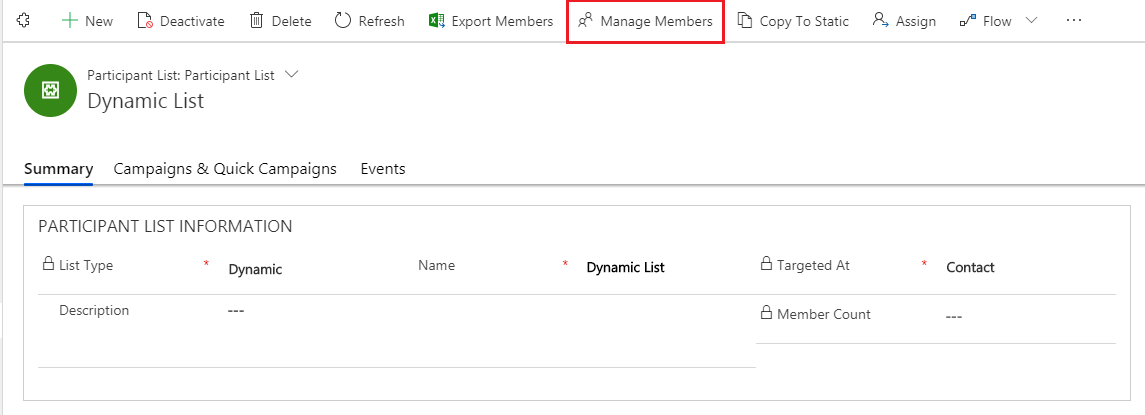 New Deactivate Delete Refresh Export Members Manage Members Copy To Static Assign Flow ...
Participant List: Participant List
Dynamic List
Summary Campaigns & Quick Campaigns Events
PARTICIPANT LIST INFORMATION
List Type * Dynamic Name * Dynamic List Targeted At * Contact
Description --- Member Count ---